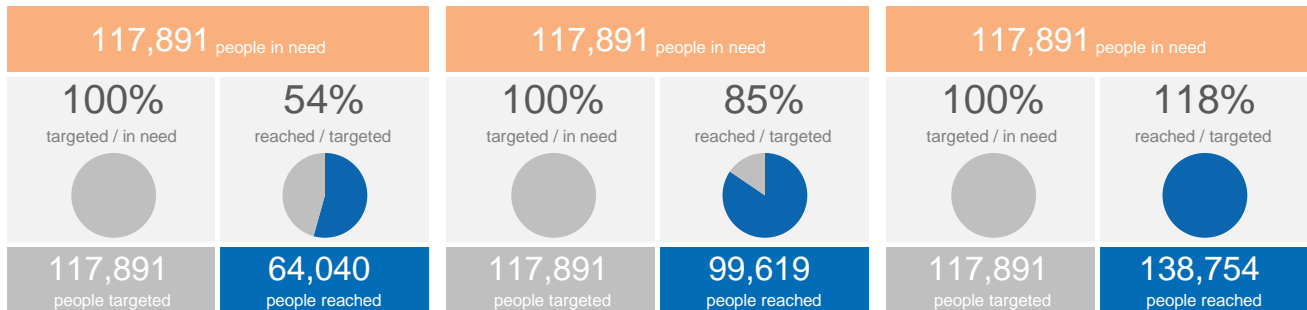 117,891 people in need
100%
targeted / in need
54%
reached / targeted
117,891
people targeted
64,040
people reached
117,891 people in need
100%
targeted / in need
85%
reached / targeted
117,891
people targeted
99,619
people reached
117,891 people in need
100%
targeted / in need
118%
reached / targeted
117,891
people targeted
138,754
people reached